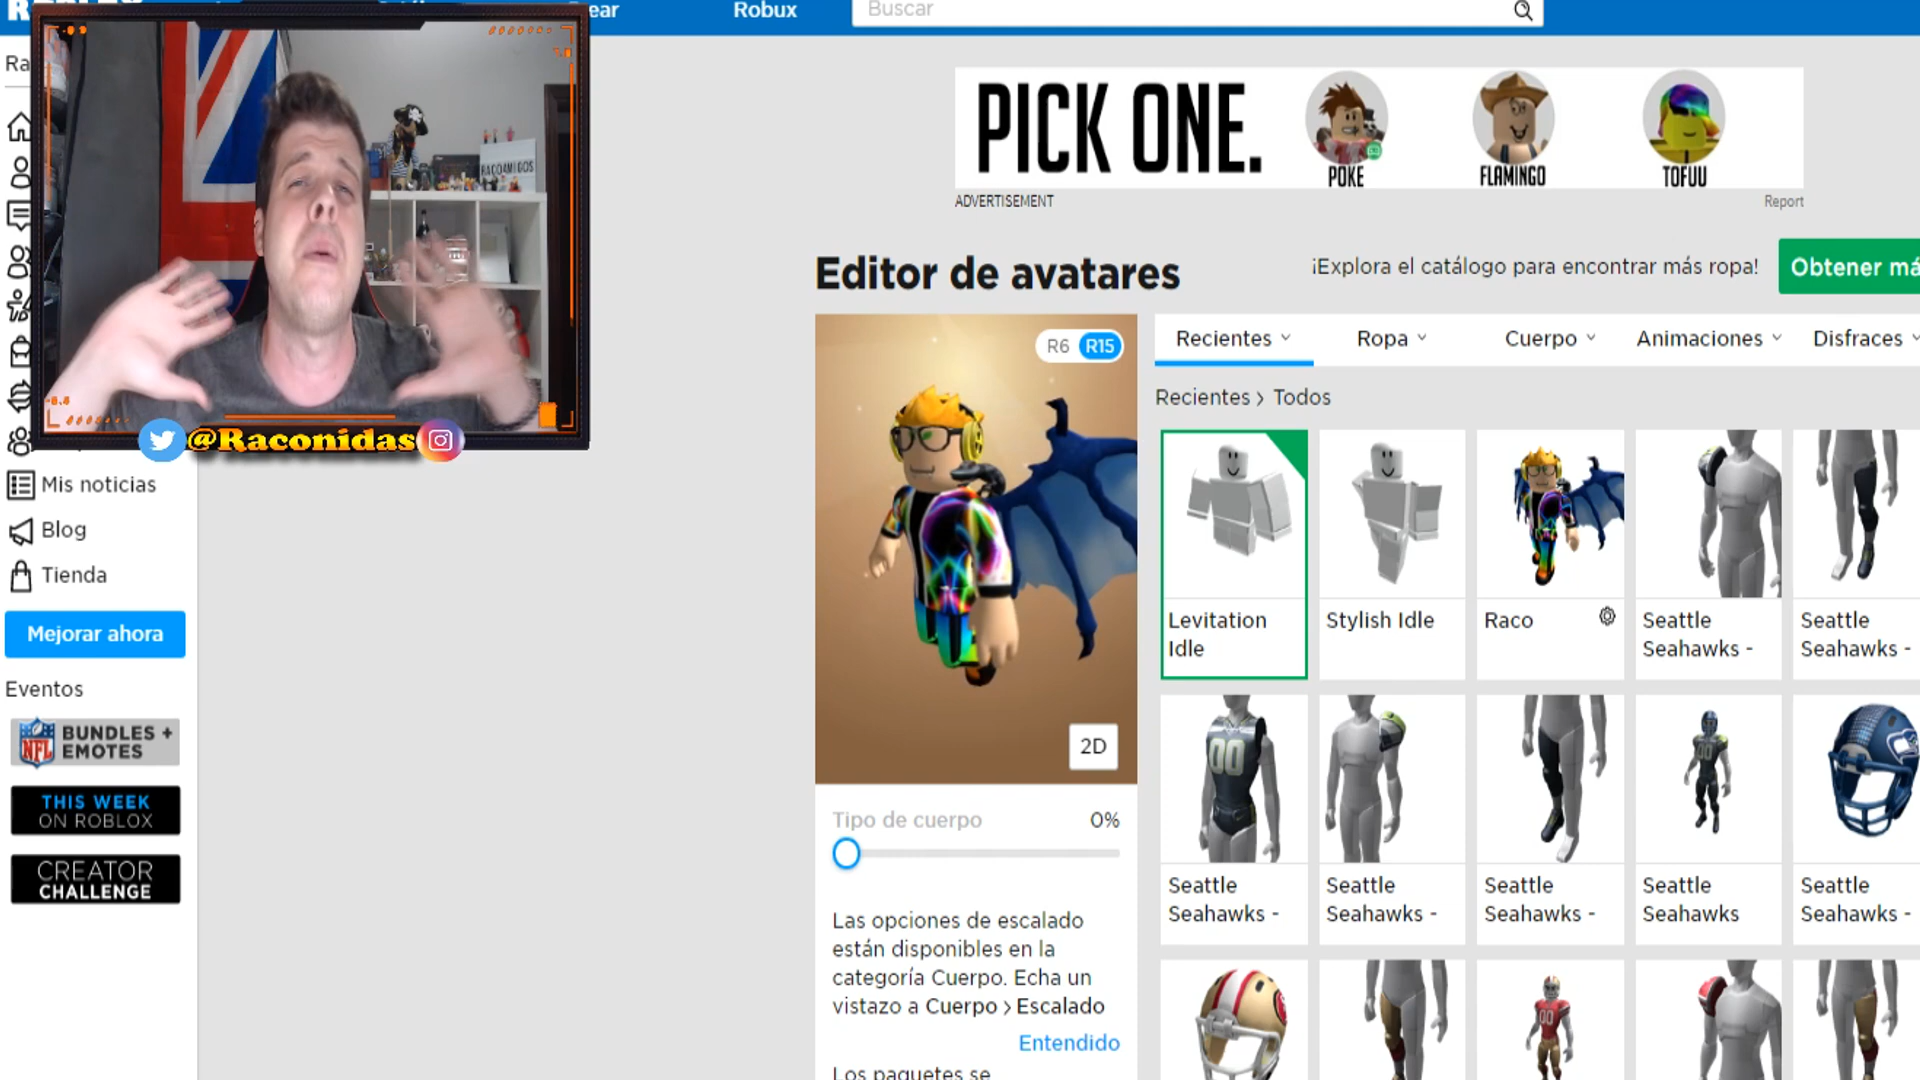 Robux
Buscar
Ra
PICK ONE.
POKE
FLAMINGO
TOFUU
ADVERTISEMENT
Report
RACOAMIGOS
@Raconidas
Mis noticias
Blog
Tienda
Mejorar ahora
Eventos
NFL
BUNDLES +
EMOTES
THIS WEEK
ON ROBLOX
CREATOR
CHALLENGE
Editor de avatares
¡Explora el catálogo para encontrar más ropa!
Obtener má
R6 R15
2D
Tipo de cuerpo 0%
Las opciones de escalado
están disponibles en la
categoría Cuerpo. Echa un
vistazo a Cuerpo > Escalado
Entendido
Los paquetes se
Recientes Ropa Cuerpo Animaciones Disfraces
Recientes > Todos
Levitation
Idle
Stylish Idle
Raco
Seattle
Seahawks -
Seattle
Seahawks -
Seattle
Seahawks -
Seattle
Seahawks -
Seattle
Seahawks -
Seattle
Seahawks
Seattle
Seahawks -